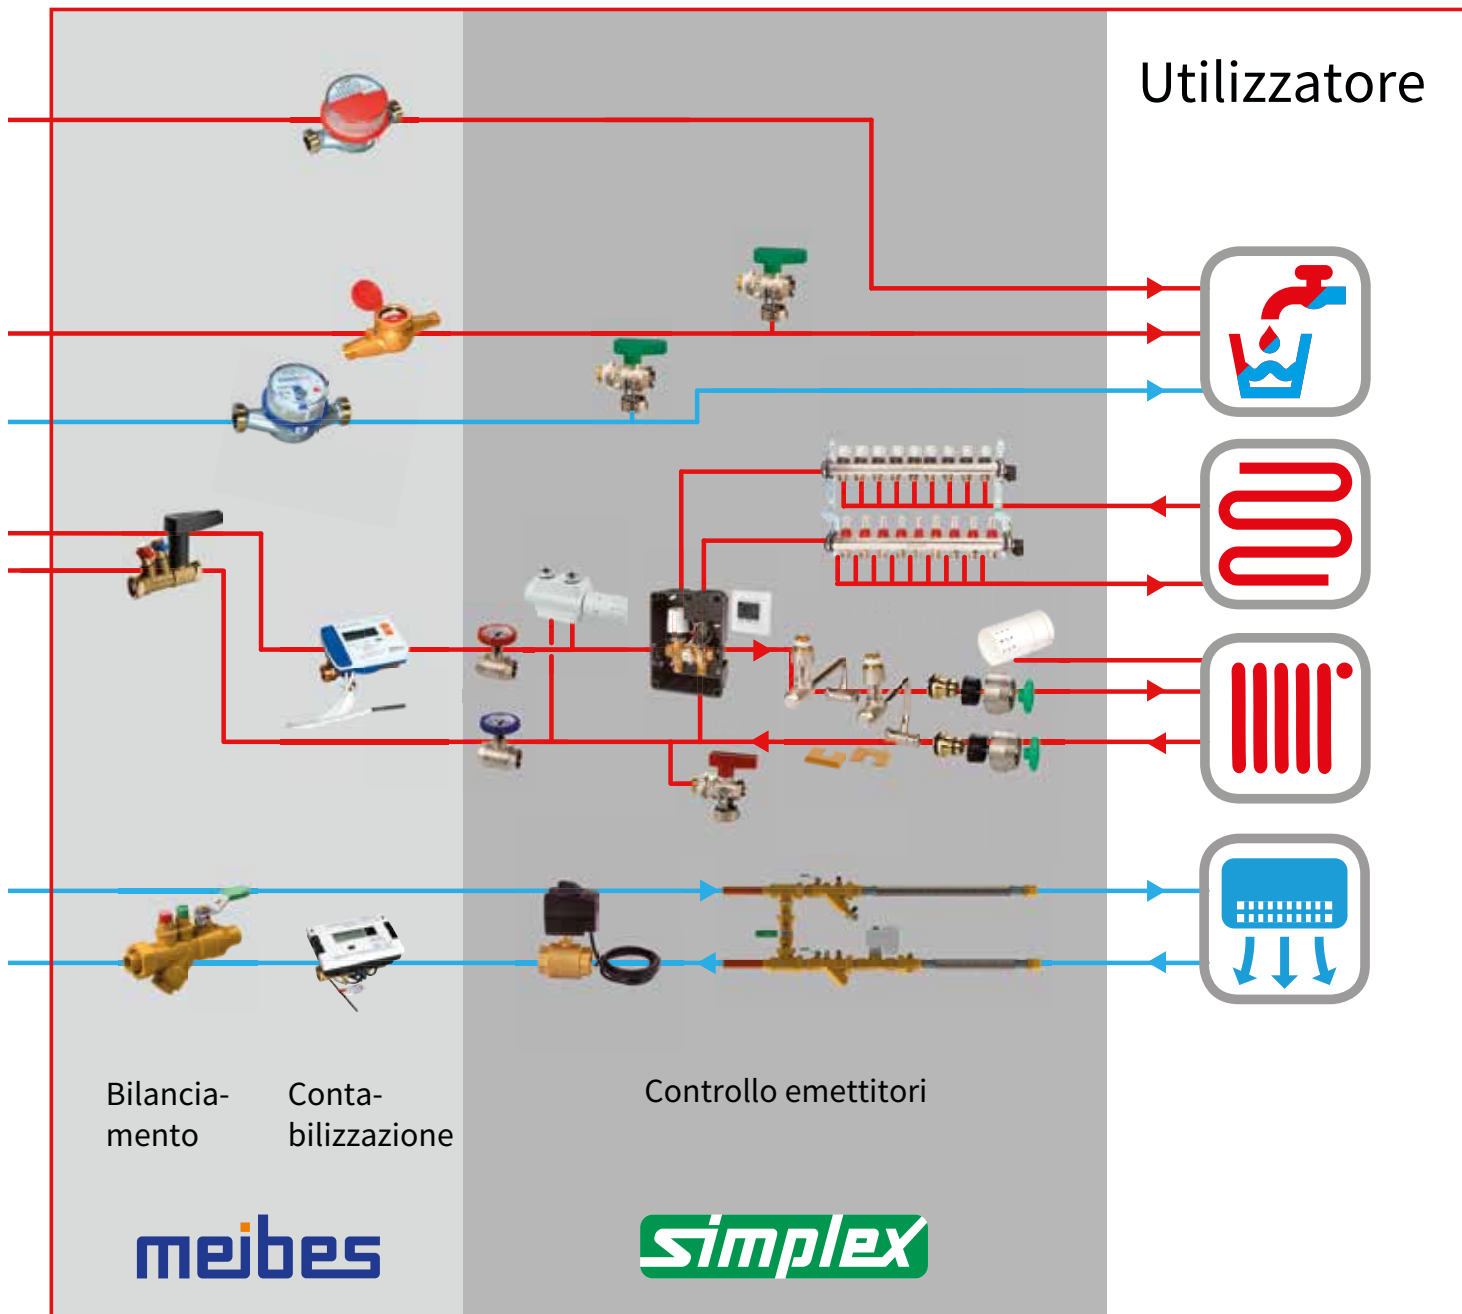 Utilizzatore
Bilancia-
mento
Conta-
bilizzazione
Controllo emettitori
meibes
simplex